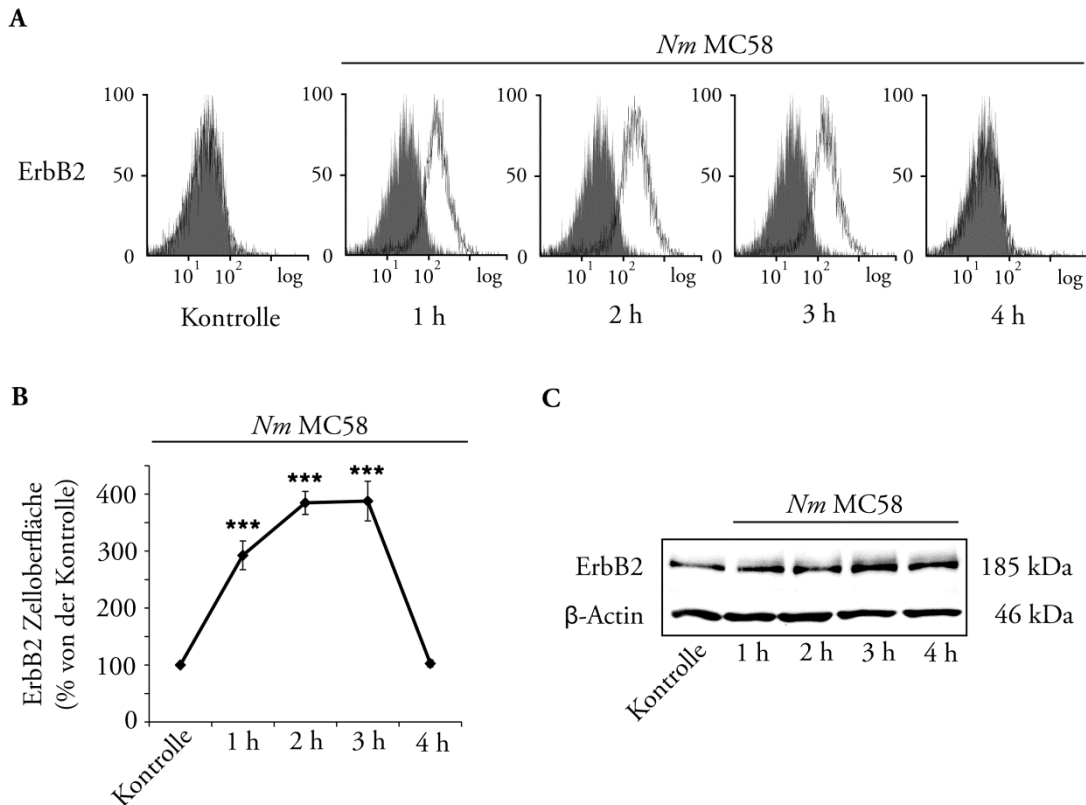 A
Nm MC58
ErbB2
100
50
0
10¹ 10² log
Kontrolle
100
50
0
10¹ 10² log
1 h
100
50
0
10¹ 10² log
2 h
100
50
0
10¹ 10² log
3 h
100
50
0
10¹ 10² log
4 h
B
Nm MC58
ErbB2 Zelloberfläche
(% von der Kontrolle)
400
300
200
100
0
***
***
***
Kontrolle 1 h 2 h 3 h 4 h
C
Nm MC58
ErbB2 185 kDa
β-Actin 46 kDa
Kontrolle 1 h 2 h 3 h 4 h